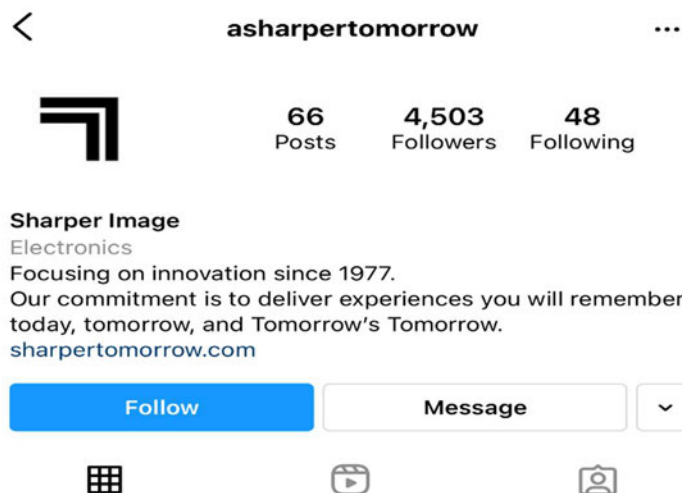 asharpertomorrow
66 4,503 48
Posts Followers Following
Sharper Image
Electronics
Focusing on innovation since 1977.
Our commitment is to deliver experiences you will remember
today, tomorrow, and Tomorrow's Tomorrow.
sharpertomorrow.com
Follow Message